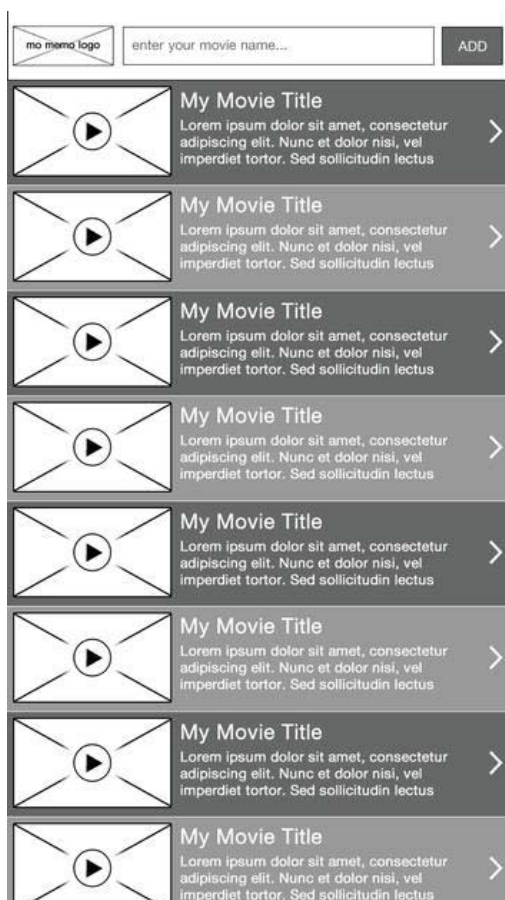 mo memo logo
enter your movie name...
ADD
My Movie Title
Lorem ipsum dolor sit amet, consectetur
adipiscing elit. Nunc et dolor nisi, vel
imperdiet tortor. Sed sollicitudin lectus
My Movie Title
Lorem ipsum dolor sit amet, consectetur
adipiscing elit. Nunc et dolor nisi, vel
imperdiet tortor. Sed sollicitudin lectus
My Movie Title
Lorem ipsum dolor sit amet, consectetur
adipiscing elit. Nunc et dolor nisi, vel
imperdiet tortor. Sed sollicitudin lectus
My Movie Title
Lorem ipsum dolor sit amet, consectetur
adipiscing elit. Nunc et dolor nisi, vel
imperdiet tortor. Sed sollicitudin lectus
My Movie Title
Lorem ipsum dolor sit amet, consectetur
adipiscing elit. Nunc et dolor nisi, vel
imperdiet tortor. Sed sollicitudin lectus
My Movie Title
Lorem ipsum dolor sit amet, consectetur
adipiscing elit. Nunc et dolor nisi, vel
imperdiet tortor. Sed sollicitudin lectus
My Movie Title
Lorem ipsum dolor sit amet, consectetur
adipiscing elit. Nunc et dolor nisi, vel
imperdiet tortor. Sed sollicitudin lectus
My Movie Title
Lorem ipsum dolor sit amet, consectetur
adipiscing elit. Nunc et dolor nisi, vel
imperdiet tortor. Sed sollicitudin lectus